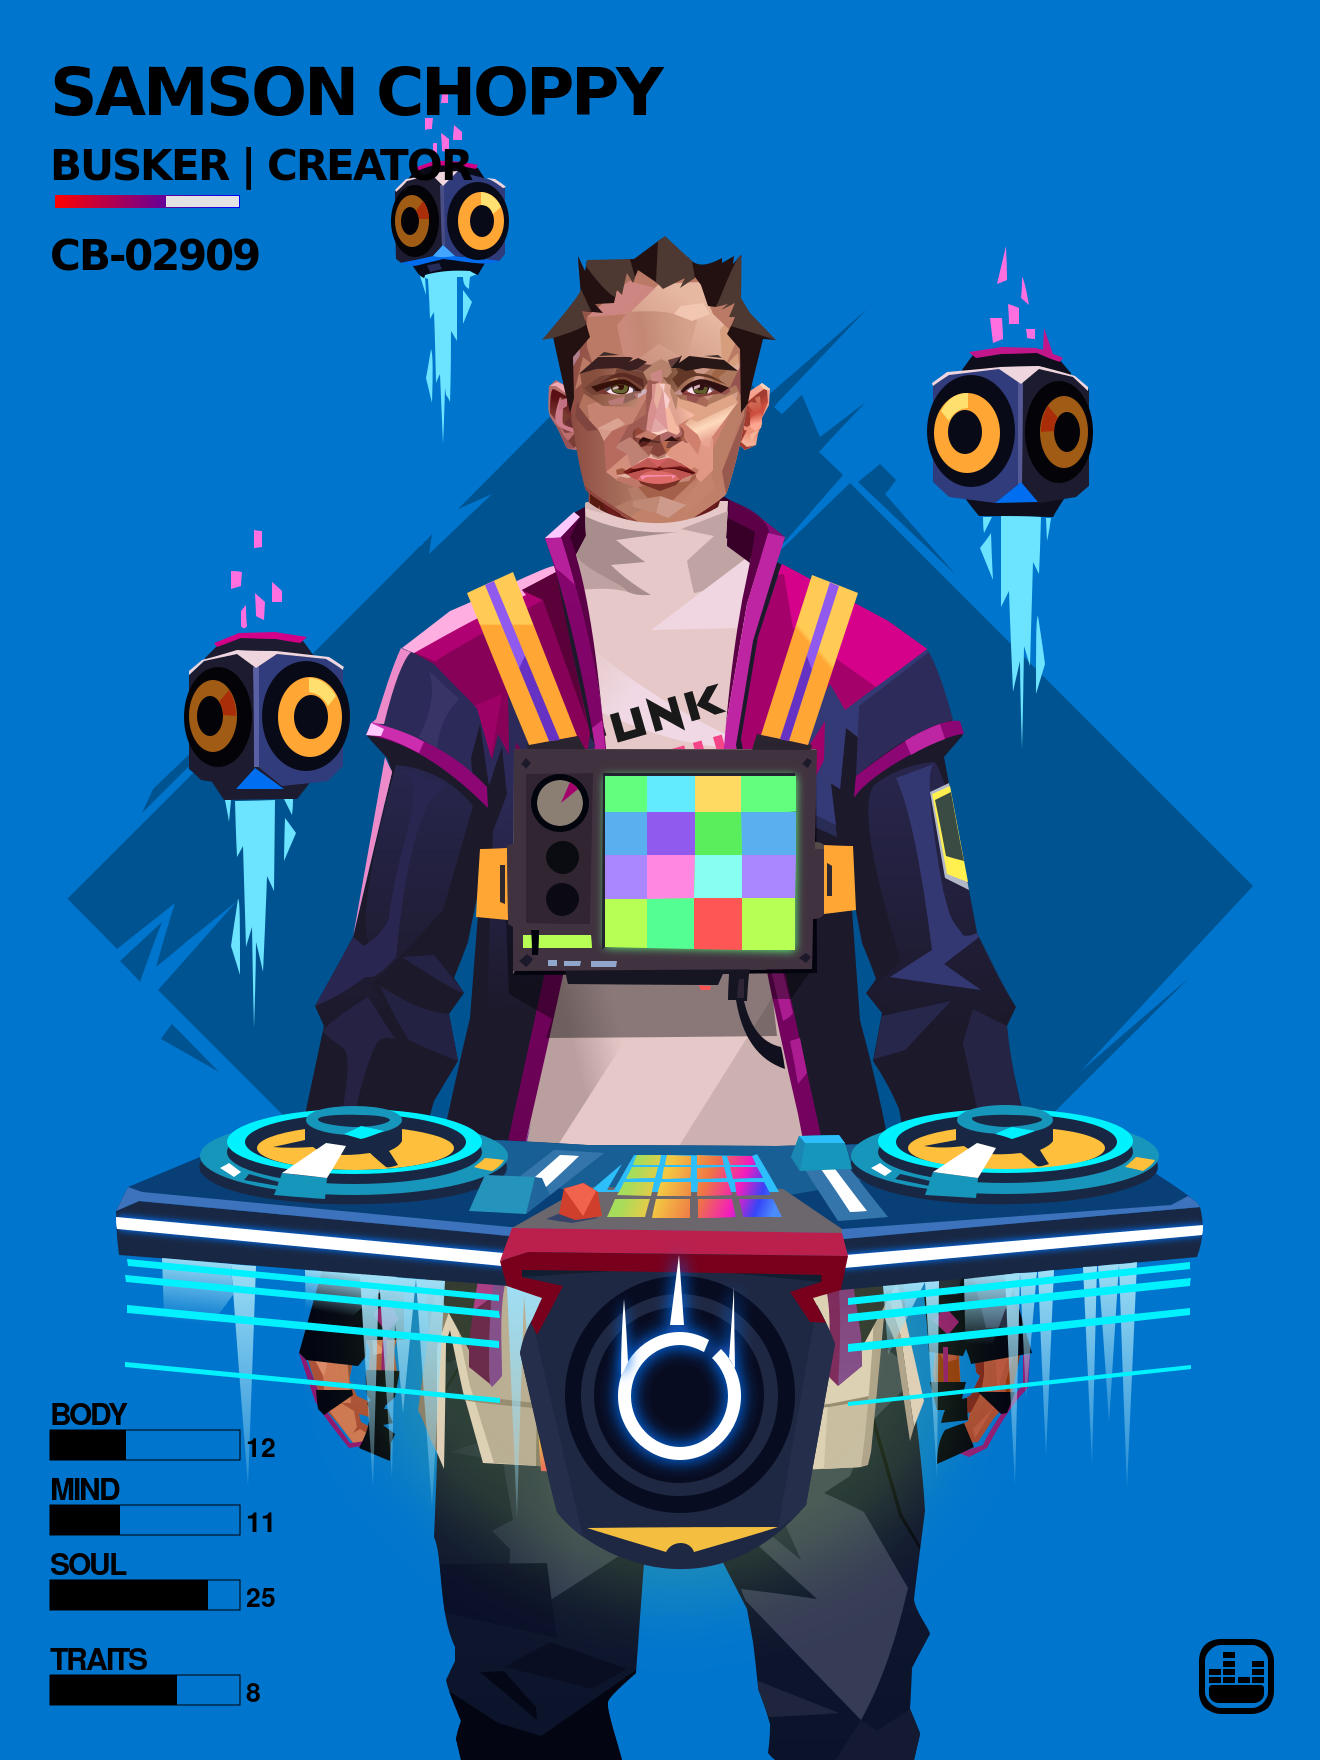 SAMSON CHOPPY
BUSKER | CREATOR
CB-02909
UNK
BODY
12
MIND
11
SOUL
25
TRAITS
8